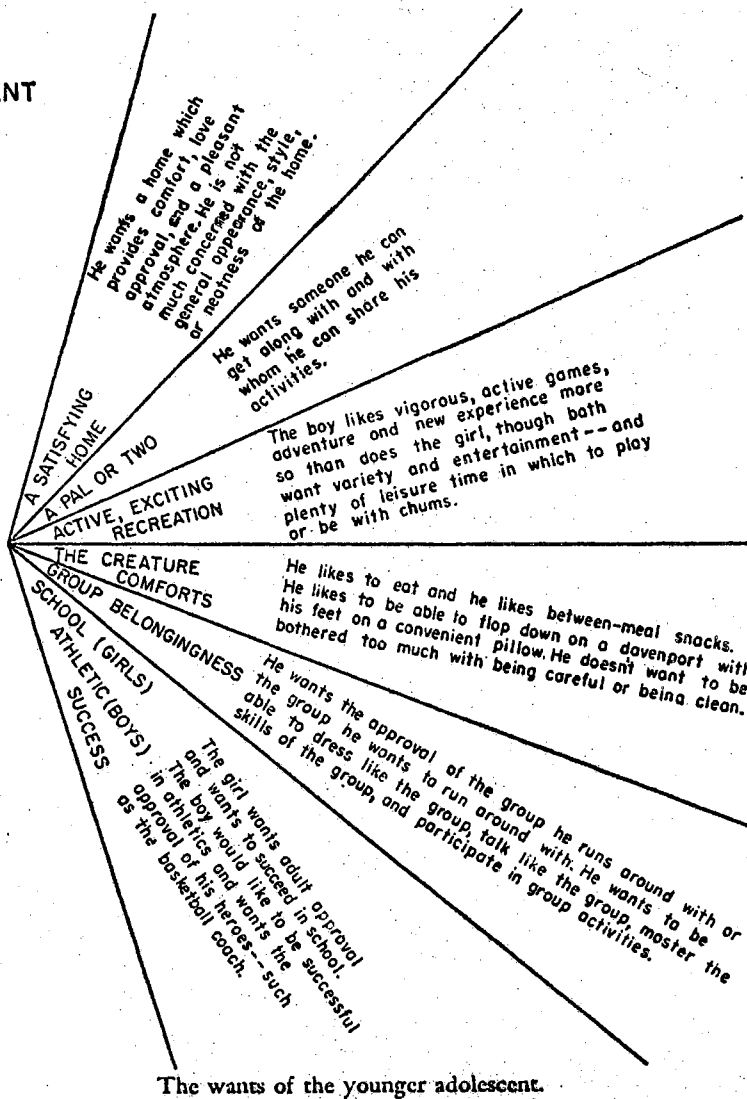 ANT
He wants a home which
provides comfort, love
approval, and a pleasant
atmosphere. He is not
much concerned with the
general appearance, style,
or neatness of the home.
A SATISFYING
HOME
He wants someone he can
get along with and with
whom he can share his
activities.
A PAL OR TWO
The boy likes vigorous, active games,
adventure and new experience more
so than does the girl, though both
want variety and entertainment--and
plenty of leisure time in which to play
or be with chums.
ACTIVE, EXCITING
RECREATION
THE CREATURE
COMFORTS
He likes to eat and he likes between-meal snacks.
He likes to be able to flop down on a davenport with
his feet on a convenient pillow. He doesn't want to be
bothered too much with being careful or being clean.
GROUP BELONGINGNESS
He wants the approval of the group he runs around with or
the group he wants to run around with. He wants to be
able to dress like the group, talk like the group, master the
skills of the group, and participate in group activities.
SCHOOL (GIRLS)
ATHLETIC (BOYS)
SUCCESS
The girl wants adult approval
and wants to succeed in school.
The boy would like to be successful
in athletics and wants the
approval of his heroes--such
as the basketball coach.
The wants of the younger adolescent.